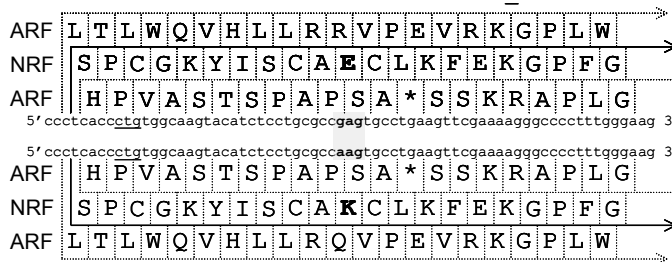 ARF L T L W Q V H L L R R V P E V R K G P L W
NRF S P C G K Y I S C A E C L K F E K G P F G
ARF H P V A S T S P A P S A * S S K R A P L G
5’ccctcaccctgtggcaagtacatctcctgcgccgagtgcctgaagttcgaaaagggcccctttgggaag 3
5’ccctcaccctgtggcaagtacatctcctgcgccaagtgcctgaagttcgaaaagggcccctttgggaag 3
ARF H P V A S T S P A P S A * S S K R A P L G
NRF S P C G K Y I S C A K C L K F E K G P F G
ARF L T L W Q V H L L R Q V P E V R K G P L W